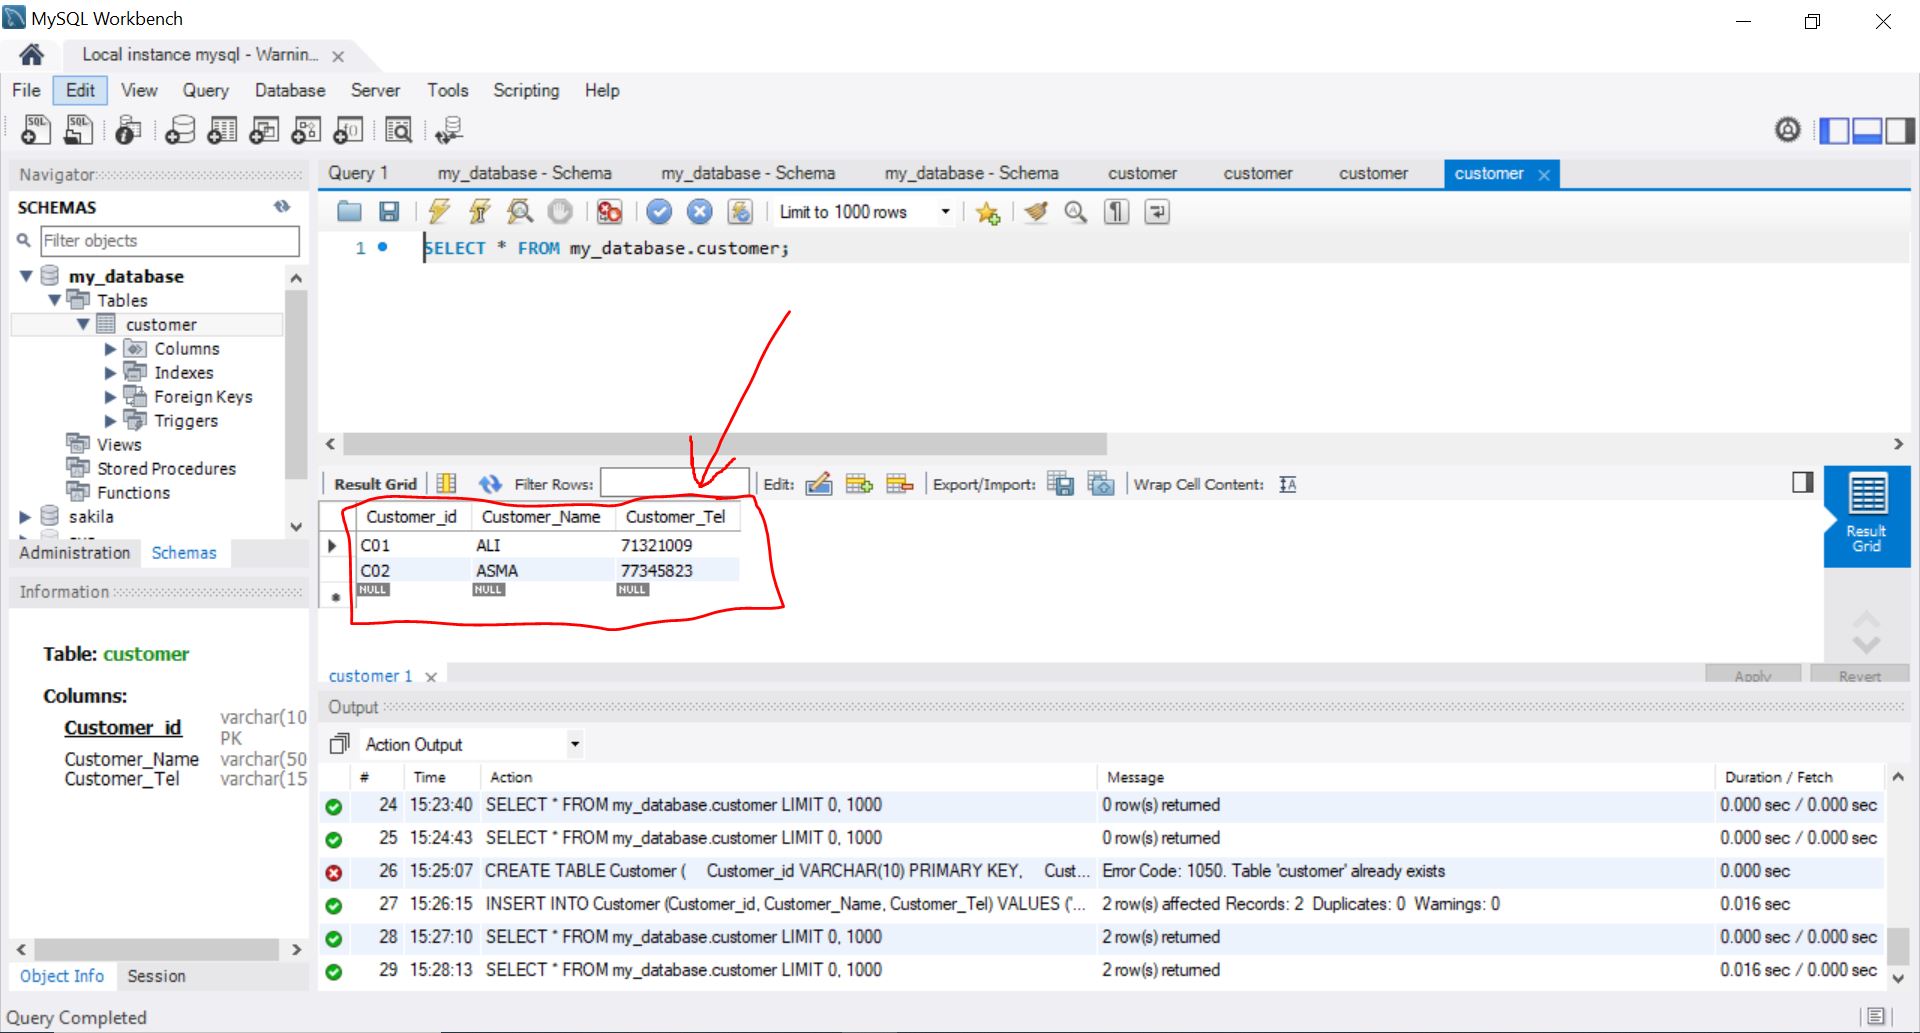 MySQL Workbench
Local instance mysql - Warnin...
File Edit View Query Database Server Tools Scripting Help
Navigator
SCHEMAS
Filter objects
my_database
Tables
customer
Columns
Indexes
Foreign Keys
Triggers
Views
Stored Procedures
Functions
sakila
Administration Schemas
Information
Table: customer
Columns:
Customer_id varchar(10
PK
Customer_Name varchar(50
Customer_Tel varchar(15
Object Info Session
Query 1 my_database - Schema my_database - Schema my_database - Schema customer customer customer customer
Limit to 1000 rows
1 SELECT * FROM my_database.customer;
Result Grid Filter Rows: Edit: Export/Import: Wrap Cell Content:
Customer_id Customer_Name Customer_Tel
C01 ALI 71321009
C02 ASMA 77345823
NULL NULL NULL
Result
Grid
customer 1 Apply Revert
Output
Action Output
# Time Action Message Duration / Fetch
24 15:23:40 SELECT * FROM my_database.customer LIMIT 0, 1000 0 row(s) returned 0.000 sec / 0.000 sec
25 15:24:43 SELECT * FROM my_database.customer LIMIT 0, 1000 0 row(s) returned 0.000 sec / 0.000 sec
26 15:25:07 CREATE TABLE Customer ( Customer_id VARCHAR(10) PRIMARY KEY, Cust... Error Code: 1050. Table 'customer' already exists 0.000 sec
27 15:26:15 INSERT INTO Customer (Customer_id, Customer_Name, Customer_Tel) VALUES ('... 2 row(s) affected Records: 2 Duplicates: 0 Warnings: 0 0.016 sec
28 15:27:10 SELECT * FROM my_database.customer LIMIT 0, 1000 2 row(s) returned 0.000 sec / 0.000 sec
29 15:28:13 SELECT * FROM my_database.customer LIMIT 0, 1000 2 row(s) returned 0.016 sec / 0.000 sec
Query Completed